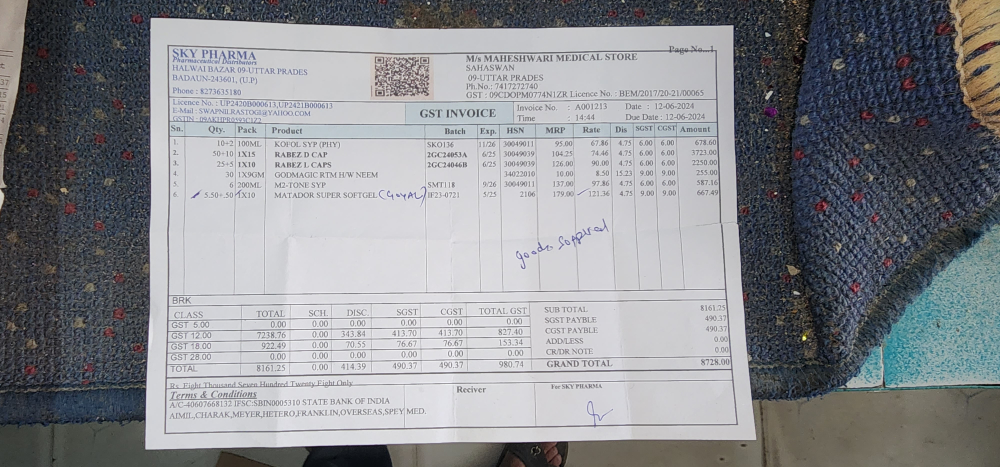 Page No...1
SKY PHARMA
Pharmaceutical Distributors
HALWAI BAZAR 09-UTTAR PRADES
BADAUN-243601, (U.P)
Phone : 8273635180
Licence No. : UP2420B000613,UP2421B000613
E-Mail : SWAPNILRASTOGI@YAHOO.COM
GSTIN : 09AKHPR0593C1Z2
M/s MAHESHWARI MEDICAL STORE
SAHASWAN
09-UTTAR PRADES
Ph.No.: 7417272740
GST : 09CDOPM0774N1ZR Licence No. : BEM/2017/20-21/00065
GST INVOICE
Invoice No. : A001213 Date : 12-06-2024
Time : 14:44 Due Date : 12-06-2024
Sn. Qty. Pack Product Batch Exp. HSN MRP Rate Dis SGST CGST Amount
1. 10+2 100ML KOFOL SYP (PHY) SKO136 11/26 30049011 95.00 67.86 4.75 6.00 6.00 678.60
2. 50+10 1X15 RABEZ D CAP 2GC24053A 6/25 30049039 104.25 74.46 4.75 6.00 6.00 3723.00
3. 25+5 1X10 RABEZ L CAPS 2GC24046B 6/25 30049039 126.00 90.00 4.75 6.00 6.00 2250.00
4. 30 1X9GM GODMAGIC RTM H/W NEEM 34022010 10.00 8.50 15.23 9.00 9.00 255.00
5. 6 200ML M2-TONE SYP SMT118 9/26 30049011 137.00 97.86 4.75 6.00 6.00 587.16
6. 5.50+.50 1X10 MATADOR SUPER SOFTGEL (GOYAL) IF23-0721 5/25 2106 179.00 121.36 4.75 9.00 9.00 667.49
goods
BRK
CLASS TOTAL SCH. DISC. SGST CGST TOTAL GST
GST 5.00 0.00 0.00 0.00 0.00 0.00 0.00
GST 12.00 7238.76 0.00 343.84 413.70 413.70 827.40
GST 18.00 922.49 0.00 70.55 76.67 76.67 153.34
GST 28.00 0.00 0.00 0.00 0.00 0.00 0.00
TOTAL 8161.25 0.00 414.39 490.37 490.37 980.74
SUB TOTAL 8161.25
SGST PAYBLE 490.37
CGST PAYBLE 490.37
ADD/LESS 0.00
CR/DR NOTE 0.00
GRAND TOTAL 8728.00
Rs. Eight Thousand Seven Hundred Twenty Eight Only
Terms & Conditions
A/C-40607668132 IFSC:SBIN0005310 STATE BANK OF INDIA
AIMIL,CHARAK,MEYER,HETERO,FRANKLIN,OVERSEAS,SPEY MED.
Reciver
For SKY PHARMA